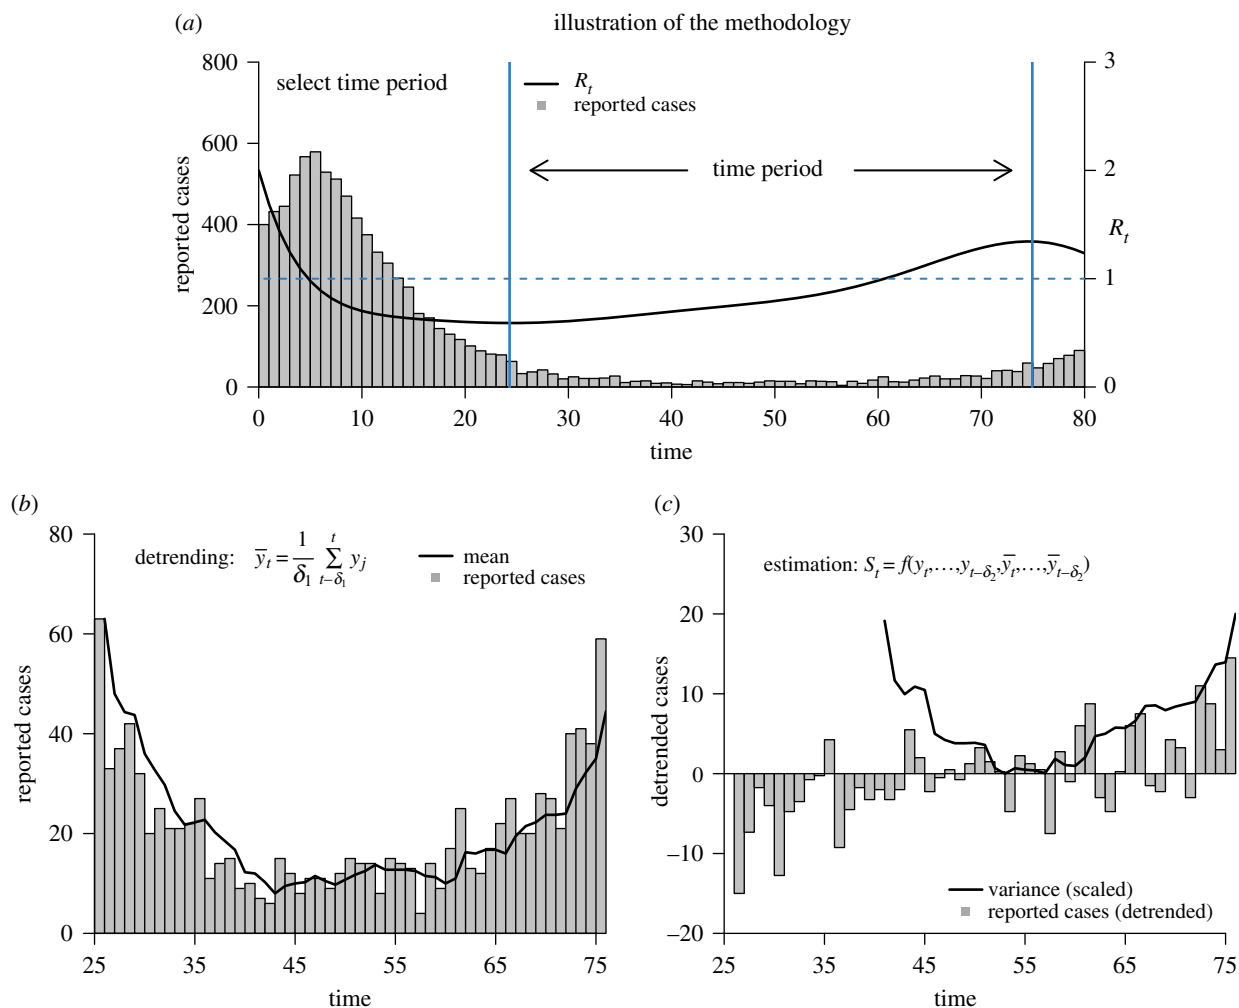 (a) illustration of the methodology
800
600
400
200
0
reported cases
select time period
R_t
reported cases
time period
3
2
1
0
R_t
0 10 20 30 40 50 60 70 80
time
(b)
80
60
40
20
0
reported cases
detrending: ȳ_t = 1/δ_1 Σ_{t–δ_1}^{t} y_j
mean
reported cases
25 35 45 55 65 75
time
(c)
30
20
10
0
–10
–20
detrended cases
estimation: S_t = f(y_t,…,y_{t–δ_2},ȳ_t,…,ȳ_{t–δ_2})
variance (scaled)
reported cases (detrended)
25 35 45 55 65 75
time